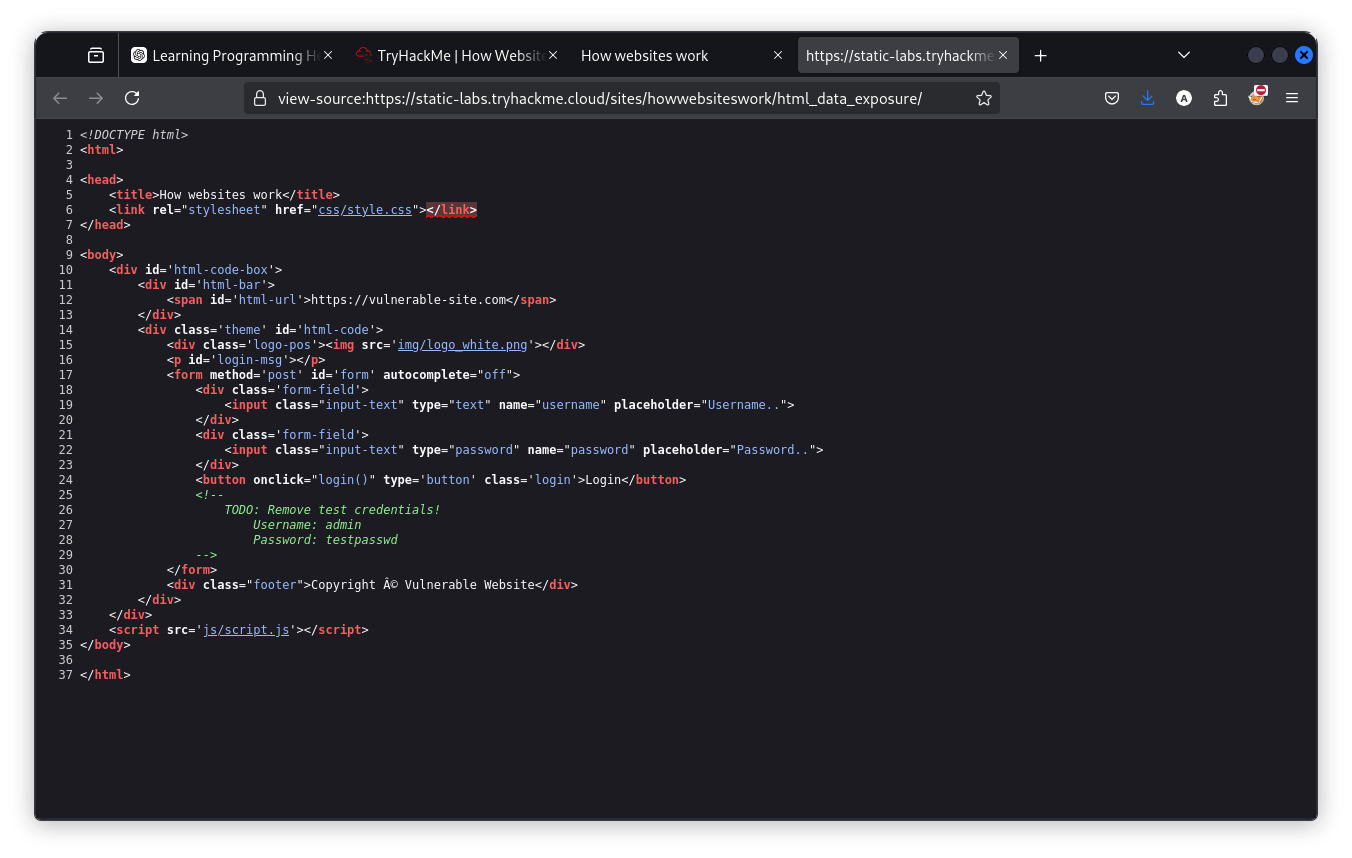 Learning Programming H
TryHackMe | How Website
How websites work
https://static-labs.tryhackme
view-source:https://static-labs.tryhackme.cloud/sites/howwebsiteswork/html_data_exposure/
A
1 <!DOCTYPE html>
2 <html>
3
4 <head>
5     <title>How websites work</title>
6     <link rel="stylesheet" href="css/style.css"></link>
7 </head>
8
9 <body>
10     <div id='html-code-box'>
11         <div id='html-bar'>
12             <span id='html-url'>https://vulnerable-site.com</span>
13         </div>
14         <div class='theme' id='html-code'>
15             <div class='logo-pos'><img src='img/logo_white.png'></div>
16             <p id='login-msg'></p>
17             <form method='post' id='form' autocomplete="off">
18                 <div class='form-field'>
19                     <input class="input-text" type="text" name="username" placeholder="Username..">
20                 </div>
21                 <div class='form-field'>
22                     <input class="input-text" type="password" name="password" placeholder="Password..">
23                 </div>
24                 <button onclick="login()" type='button' class='login'>Login</button>
25                 <!--
26                     TODO: Remove test credentials!
27                         Username: admin
28                         Password: testpasswd
29                 -->
30             </form>
31             <div class="footer">Copyright Â© Vulnerable Website</div>
32         </div>
33     </div>
34     <script src='js/script.js'></script>
35 </body>
36
37 </html>